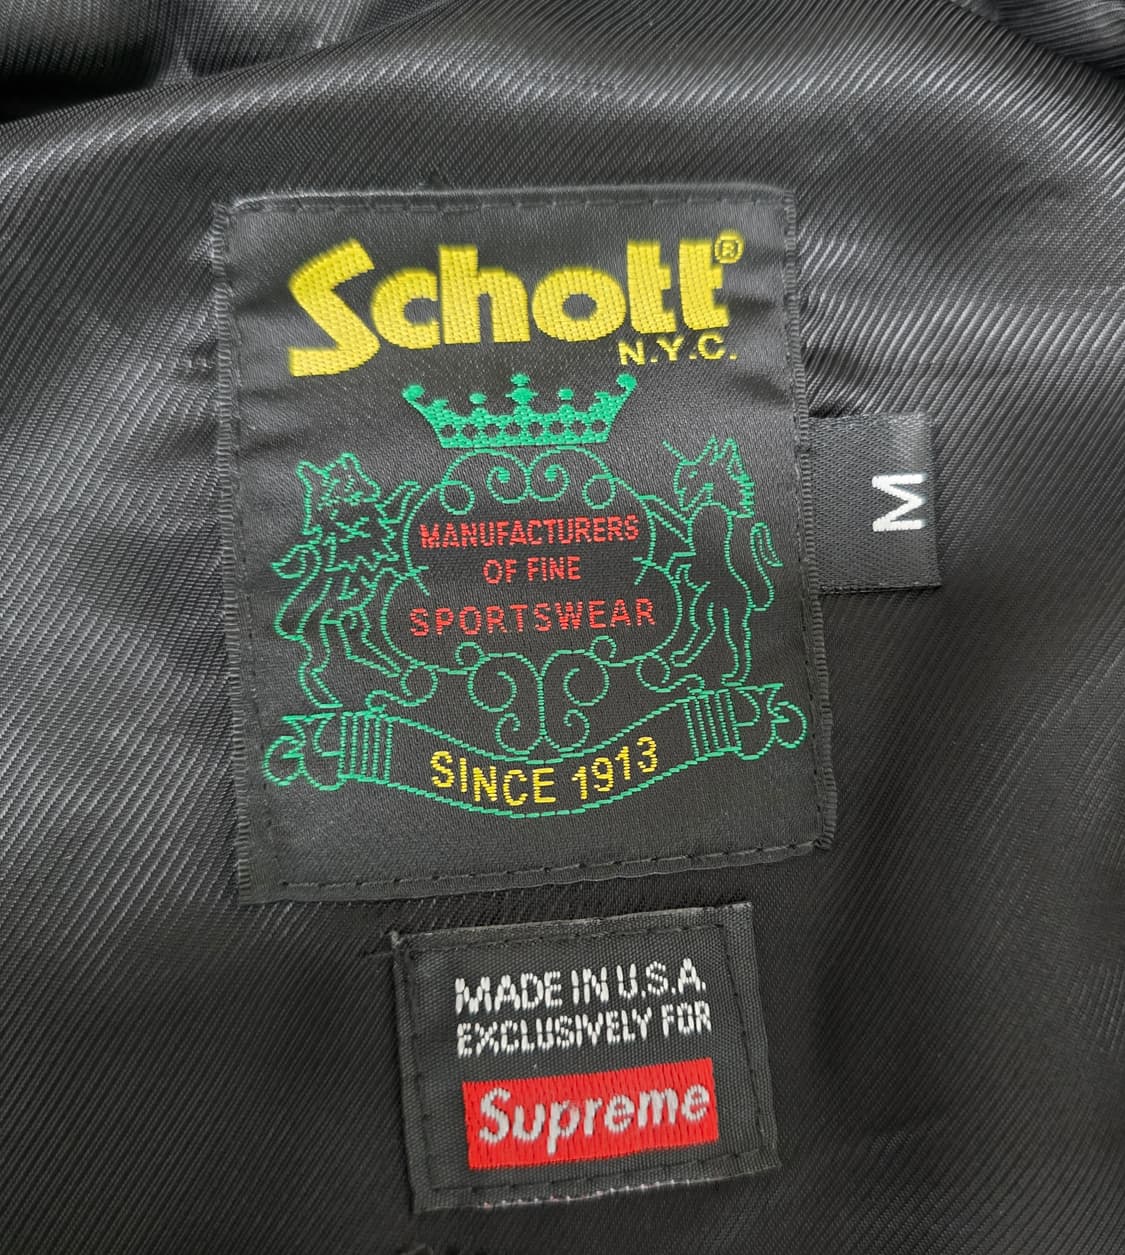 Schott®
N.Y.C.
MANUFACTURERS
OF FINE
SPORTSWEAR
SINCE 1913
M
MADE IN U.S.A.
EXCLUSIVELY FOR
Supreme